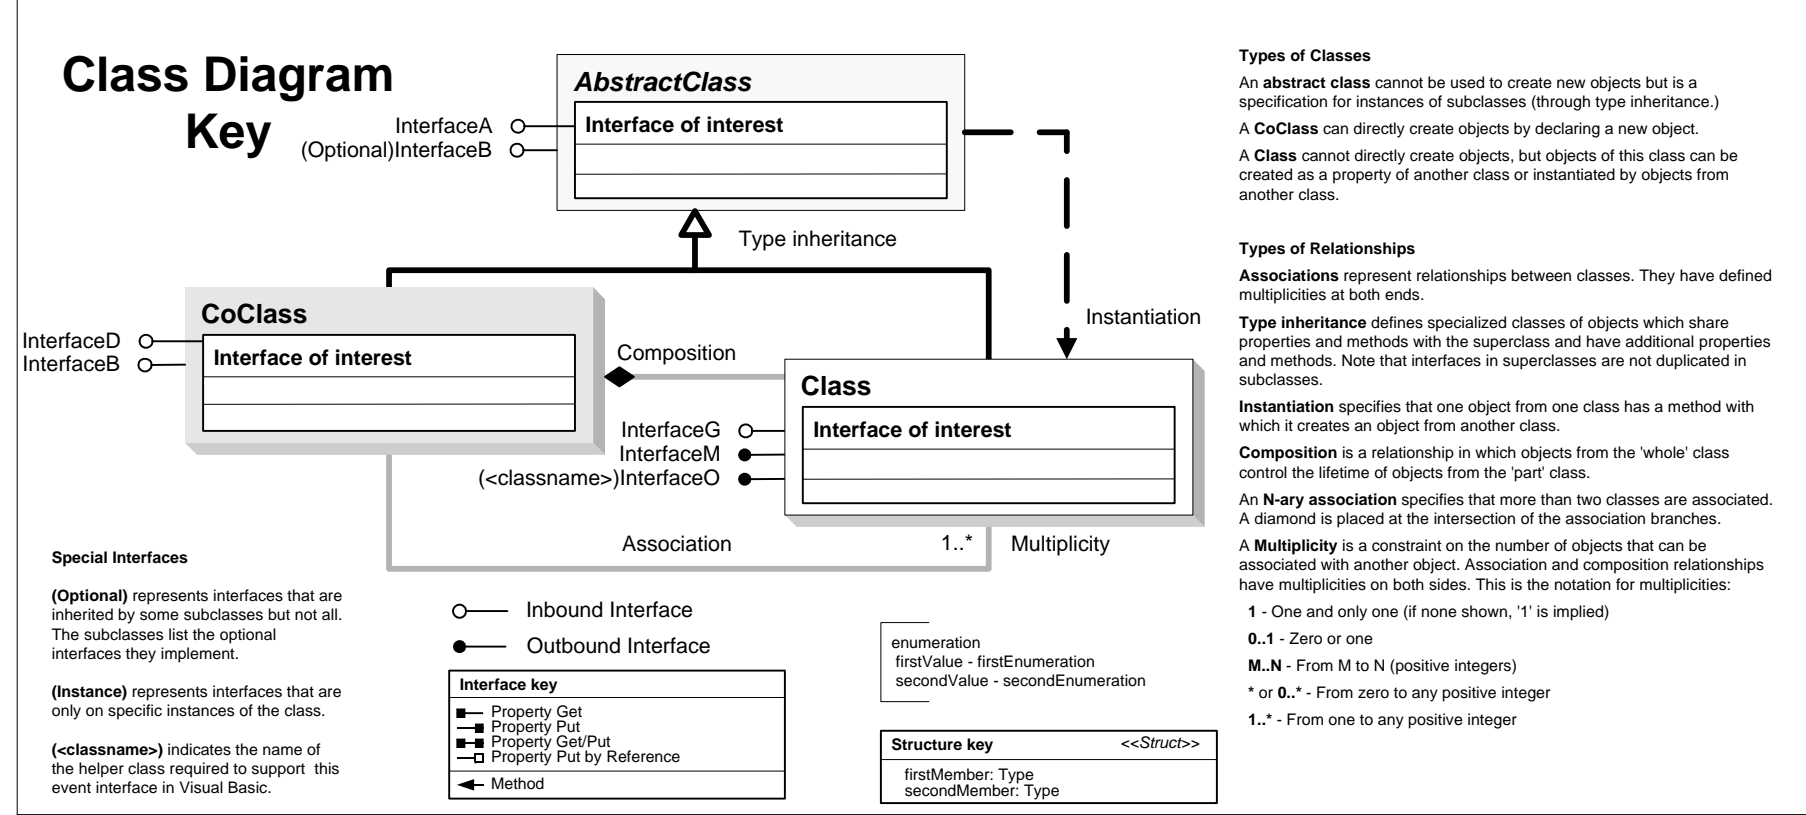 Class Diagram
Key
AbstractClass
Interface of interest
InterfaceA
(Optional)InterfaceB
Type inheritance
Instantiation
CoClass
Interface of interest
InterfaceD
InterfaceB
Composition
Class
Interface of interest
InterfaceG
InterfaceM
(<classname>)InterfaceO
Association
1..*
Multiplicity
Special Interfaces
(Optional) represents interfaces that are
inherited by some subclasses but not all.
The subclasses list the optional
interfaces they implement.
(Instance) represents interfaces that are
only on specific instances of the class.
(<classname>) indicates the name of
the helper class required to support this
event interface in Visual Basic.
Inbound Interface
Outbound Interface
Interface key
Property Get
Property Put
Property Get/Put
Property Put by Reference
Method
enumeration
firstValue - firstEnumeration
secondValue - secondEnumeration
Structure key <<Struct>>
firstMember: Type
secondMember: Type
Types of Classes
An abstract class cannot be used to create new objects but is a
specification for instances of subclasses (through type inheritance.)
A CoClass can directly create objects by declaring a new object.
A Class cannot directly create objects, but objects of this class can be
created as a property of another class or instantiated by objects from
another class.
Types of Relationships
Associations represent relationships between classes. They have defined
multiplicities at both ends.
Type inheritance defines specialized classes of objects which share
properties and methods with the superclass and have additional properties
and methods. Note that interfaces in superclasses are not duplicated in
subclasses.
Instantiation specifies that one object from one class has a method with
which it creates an object from another class.
Composition is a relationship in which objects from the 'whole' class
control the lifetime of objects from the 'part' class.
An N-ary association specifies that more than two classes are associated.
A diamond is placed at the intersection of the association branches.
A Multiplicity is a constraint on the number of objects that can be
associated with another object. Association and composition relationships
have multiplicities on both sides. This is the notation for multiplicities:
1 - One and only one (if none shown, '1' is implied)
0..1 - Zero or one
M..N - From M to N (positive integers)
* or 0..* - From zero to any positive integer
1..* - From one to any positive integer